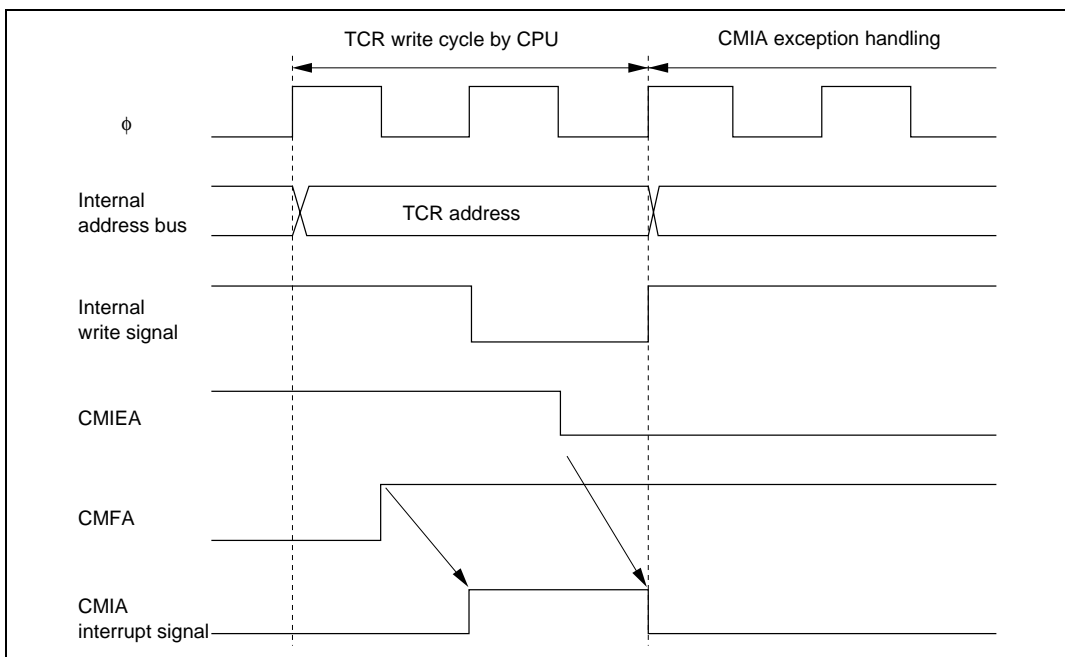 TCR write cycle by CPU
CMIA exception handling
ϕ
Internal
address bus
TCR address
Internal
write signal
CMIEA
CMFA
CMIA
interrupt signal